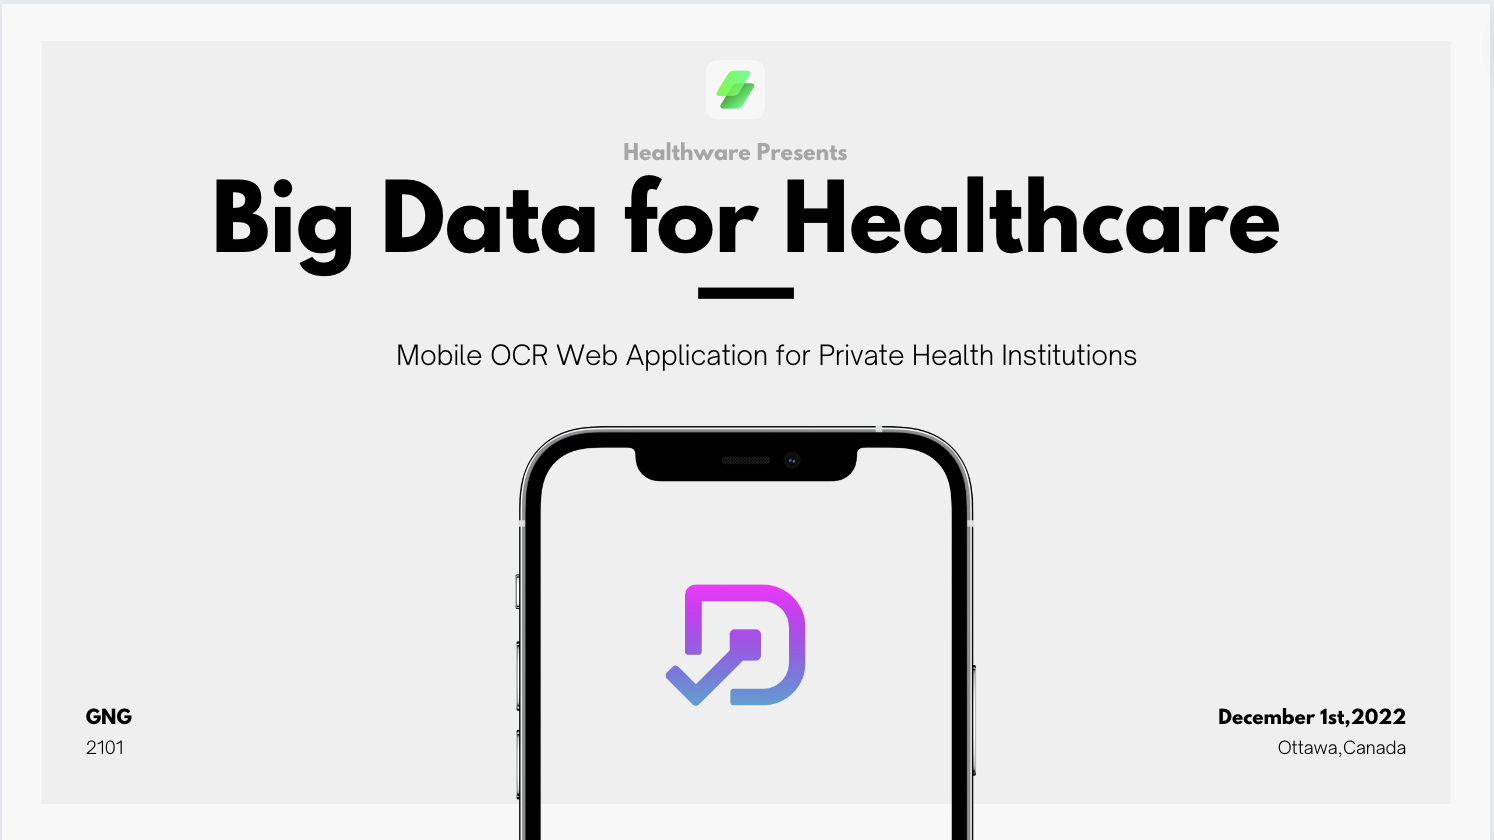 Healthware Presents
Big Data for Healthcare
Mobile OCR Web Application for Private Health Institutions
GNG
2101
December 1st,2022
Ottawa,Canada